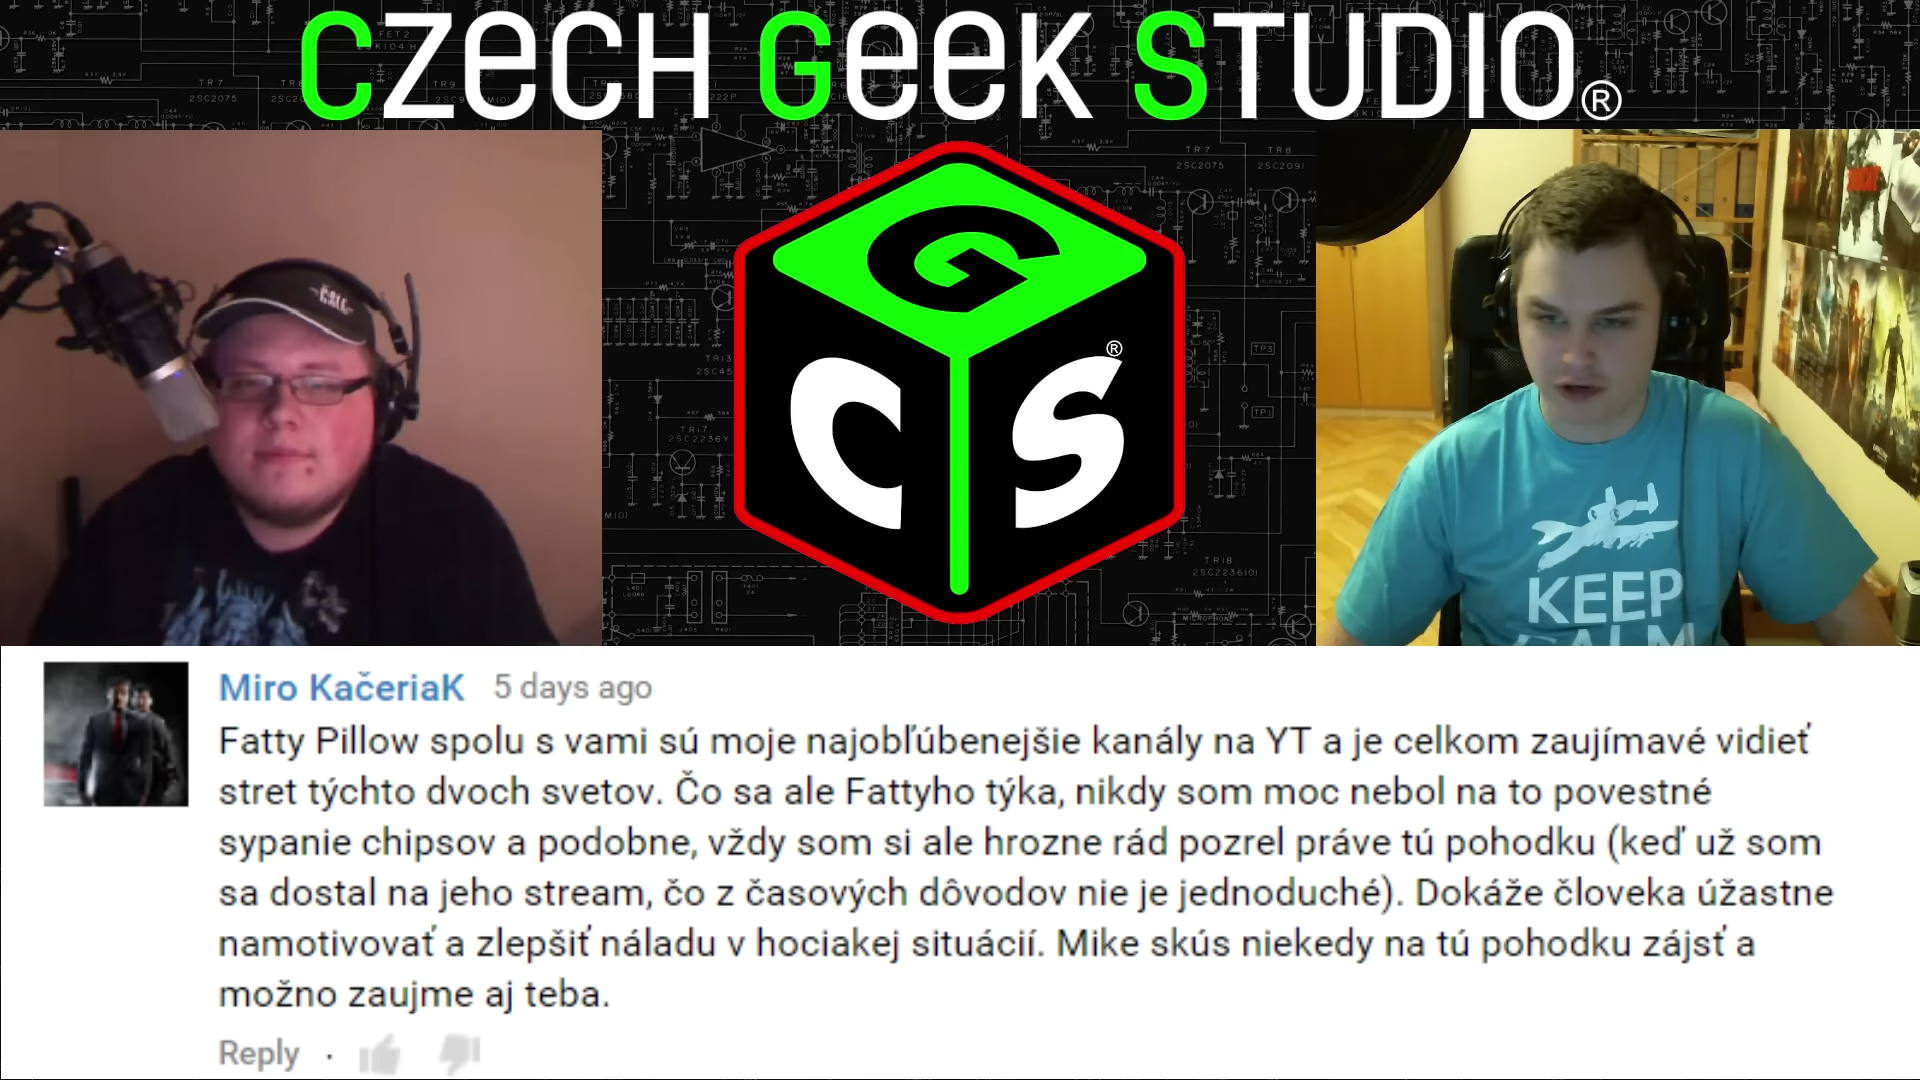 CZECH GEEK STUDIO®
G
C S ®
KEEP
CALM
Miro KačeriaK 5 days ago
Fatty Pillow spolu s vami sú moje najobľúbenejšie kanály na YT a je celkom zaujímavé vidieť
stret týchto dvoch svetov. Čo sa ale Fattyho týka, nikdy som moc nebol na to povestné
sypanie chipsov a podobne, vždy som si ale hrozne rád pozrel práve tú pohodku (keď už som
sa dostal na jeho stream, čo z časových dôvodov nie je jednoduché). Dokáže človeka úžastne
namotivovať a zlepšiť náladu v hociakej situácií. Mike skús niekedy na tú pohodku zájsť a
možno zaujme aj teba.
Reply ·